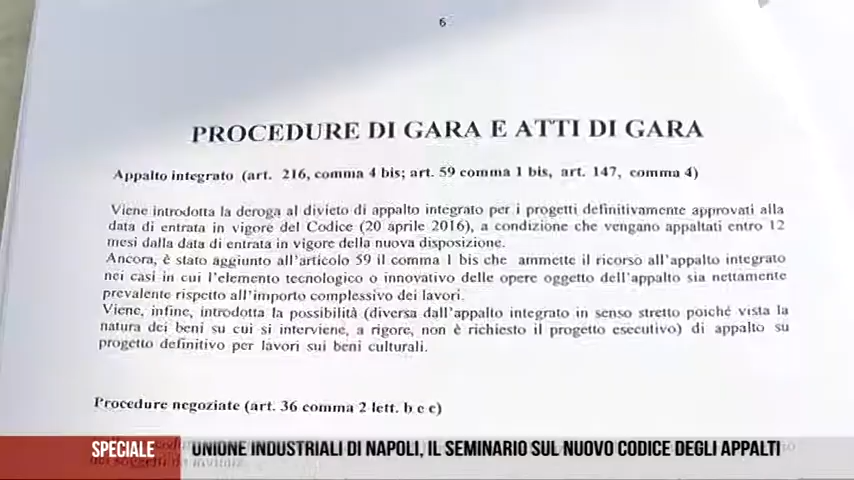 6
PROCEDURE DI GARA E ATTI DI GARA
Appalto integrato (art. 216, comma 4 bis; art. 59 comma 1 bis, art. 147, comma 4)
Viene introdotta la deroga al divieto di appalto integrato per i progetti definitivamente approvati alla
data di entrata in vigore del Codice (20 aprile 2016), a condizione che vengano appaltati entro 12
mesi dalla data di entrata in vigore della nuova disposizione.
Ancora, è stato aggiunto all'articolo 59 il comma 1 bis che ammette il ricorso all'appalto integrato
nei casi in cui l'elemento tecnologico o innovativo delle opere oggetto dell'appalto sia nettamente
prevalente rispetto all'importo complessivo dei lavori.
Viene, infine, introdotta la possibilità (diversa dall'appalto integrato in senso stretto poiché vista la
natura dei beni su cui si interviene, a rigore, non è richiesto il progetto esecutivo) di appalto su
progetto definitivo per lavori sui beni culturali.
Procedure negoziate (art. 36 comma 2 lett. b e c)
SPECIALE UNIONE INDUSTRIALI DI NAPOLI, IL SEMINARIO SUL NUOVO CODICE DEGLI APPALTI